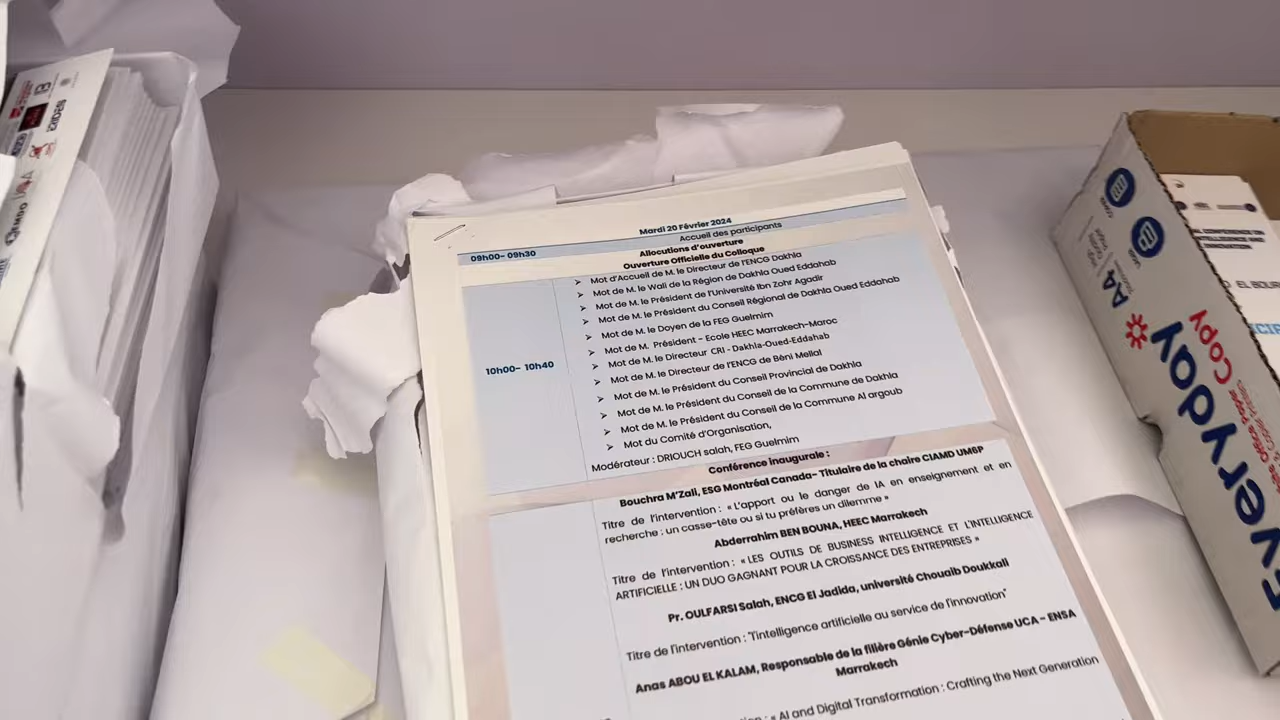 Mardi 20 Février 2024
09h00- 09h30
Accueil des participants
Allocutions d'ouverture
Ouverture Officielle du Colloque
10h00- 10h40
➢ Mot d'Accueil de M. le Directeur de l'ENCG Dakhla
➢ Mot de M. le Wali de la Région de Dakhla Oued Eddahab
➢ Mot de M. le Président de l'Université Ibn Zohr Agadir
➢ Mot de M. le Président du Conseil Régional de Dakhla Oued Eddahab
➢ Mot de M. le Doyen de la FEG Guelmim
➢ Mot de M. Président - Ecole HEEC Marrakech-Maroc
➢ Mot de M. le Directeur CRI - Dakhla-Oued-Eddahab
➢ Mot de M. le Directeur de l'ENCG de Béni Mellal
➢ Mot de M. le Président du Conseil Provincial de Dakhla
➢ Mot de M. le Président du Conseil de la Commune de Dakhla
➢ Mot de M. le Président du Conseil de la Commune Al argoub
➢ Mot du Comité d'Organisation,
Modérateur : DRIOUCH salah, FEG Guelmim
Conférence inaugurale :
Bouchra M'Zali, ESG Montréal Canada- Titulaire de la chaire CIAMD UM6P
Titre de l'intervention : « L'apport ou le danger de IA en enseignement et en
recherche : un casse-tête ou si tu préfères un dilemme »
Abderrahim BEN BOUNA, HEEC Marrakech
Titre de l'intervention : « LES OUTILS DE BUSINESS INTELLIGENCE ET L'INTELLIGENCE
ARTIFICIELLE : UN DUO GAGNANT POUR LA CROISSANCE DES ENTREPRISES »
Pr. OULFARSI Salah, ENCG El Jadida, université Chouaib Doukkali
Titre de l'intervention : "l'intelligence artificielle au service de l'innovation"
Anas ABOU EL KALAM, Responsable de la filière Génie Cyber-Défense UCA - ENSA
Marrakech
: « AI and Digital Transformation : Crafting the Next Generation
A4
Everyday
Copy
EL BOUR